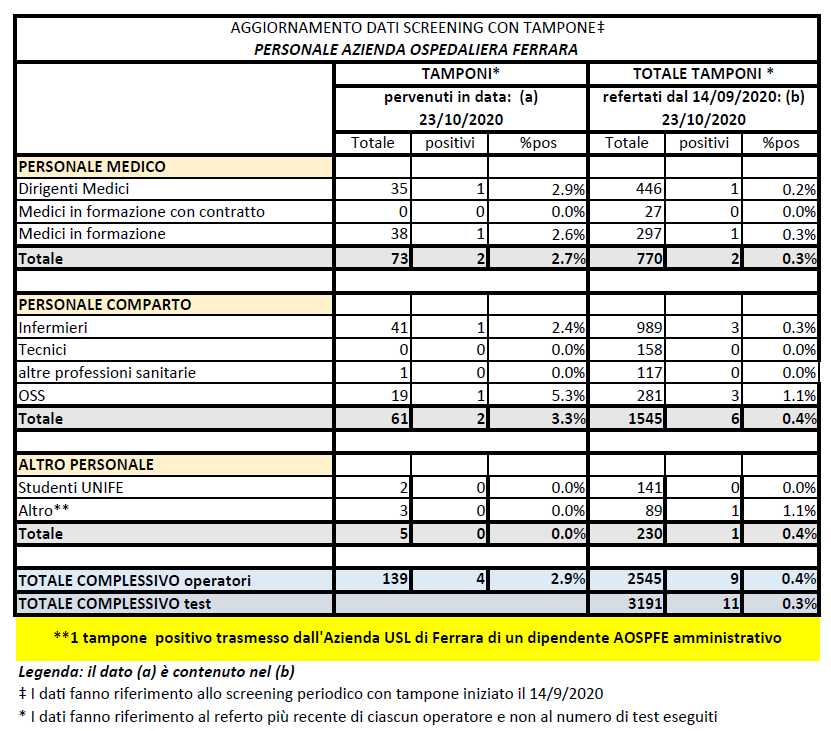 AGGIORNAMENTO DATI SCREENING CON TAMPONE‡
PERSONALE AZIENDA OSPEDALIERA FERRARA
TAMPONI* TOTALE TAMPONI *
pervenuti in data: (a) refertati dal 14/09/2020: (b)
23/10/2020 23/10/2020
Totale positivi %pos Totale positivi %pos
PERSONALE MEDICO
Dirigenti Medici 35 1 2.9% 446 1 0.2%
Medici in formazione con contratto 0 0 0.0% 27 0 0.0%
Medici in formazione 38 1 2.6% 297 1 0.3%
Totale 73 2 2.7% 770 2 0.3%
PERSONALE COMPARTO
Infermieri 41 1 2.4% 989 3 0.3%
Tecnici 0 0 0.0% 158 0 0.0%
altre professioni sanitarie 1 0 0.0% 117 0 0.0%
OSS 19 1 5.3% 281 3 1.1%
Totale 61 2 3.3% 1545 6 0.4%
ALTRO PERSONALE
Studenti UNIFE 2 0 0.0% 141 0 0.0%
Altro** 3 0 0.0% 89 1 1.1%
Totale 5 0 0.0% 230 1 0.4%
TOTALE COMPLESSIVO operatori 139 4 2.9% 2545 9 0.4%
TOTALE COMPLESSIVO test 3191 11 0.3%
**1 tampone positivo trasmesso dall'Azienda USL di Ferrara di un dipendente AOSPFE amministrativo
Legenda: il dato (a) è contenuto nel (b)
‡ I dati fanno riferimento allo screening periodico con tampone iniziato il 14/9/2020
* I dati fanno riferimento al referto più recente di ciascun operatore e non al numero di test eseguiti